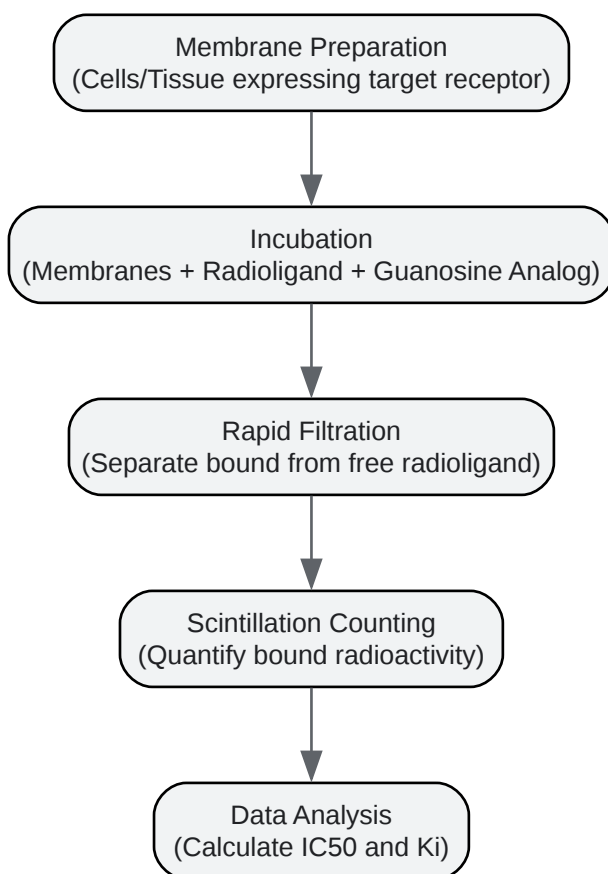 Membrane Preparation
(Cells/Tissue expressing target receptor)
Incubation
(Membranes + Radioligand + Guanosine Analog)
Rapid Filtration
(Separate bound from free radioligand)
Scintillation Counting
(Quantify bound radioactivity)
Data Analysis
(Calculate IC50 and Ki)